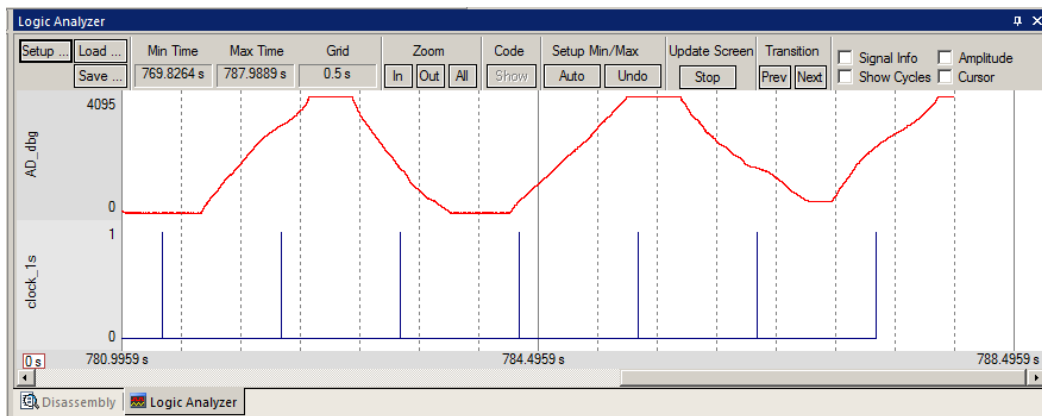 Logic Analyzer
Setup ... Load ... Min Time Max Time Grid Zoom Code Setup Min/Max Update Screen Transition Signal Info Amplitude
Save ... 769.8264 s 787.9889 s 0.5 s In Out All Show Auto Undo Stop Prev Next Show Cycles Cursor
4095
AD_dbg
0
1
clock_1s
0
0 s 780.9959 s 784.4959 s 788.4959 s
Disassembly Logic Analyzer